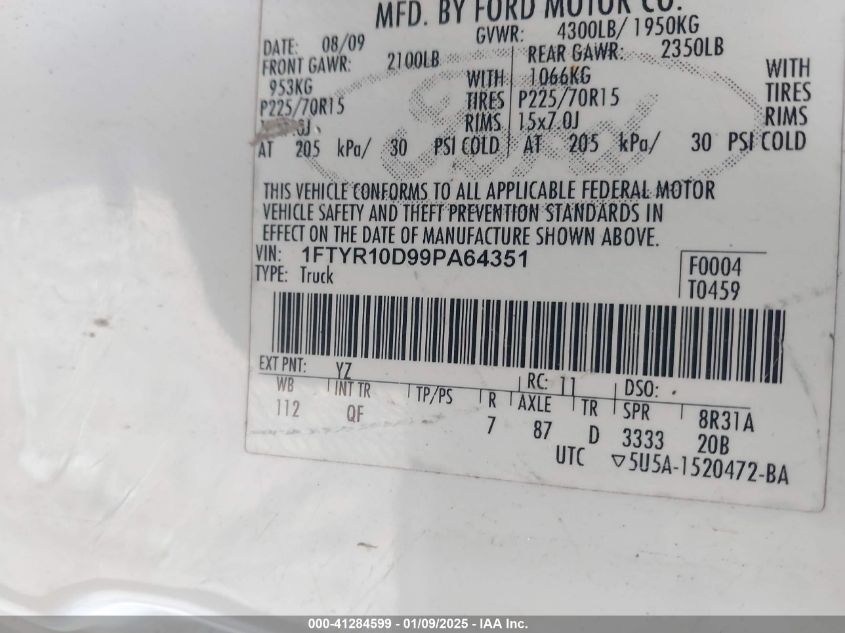 MFD. BY FORD MOTOR CO.
DATE: 08/09 GVWR: 4300LB/ 1950KG
FRONT GAWR: 2100LB REAR GAWR: 2350LB
953KG WITH 1066KG WITH
P225/70R15 TIRES P225/70R15 TIRES
0J RIMS 15x7.0J RIMS
AT 205 kPa/ 30 PSI COLD AT 205 kPa/ 30 PSI COLD
Ford
THIS VEHICLE CONFORMS TO ALL APPLICABLE FEDERAL MOTOR
VEHICLE SAFETY AND THEFT PREVENTION STANDARDS IN
EFFECT ON THE DATE OF MANUFACTURE SHOWN ABOVE.
VIN: 1FTYR10D99PA64351 F0004
TYPE: Truck T0459
EXT PNT: YZ RC: 11 DSO:
WB INT TR TP/PS R AXLE TR SPR 8R31A
112 QF 7 87 D 3333 20B
UTC ▽5U5A-1520472-BA
000-41284599 - 01/09/2025 - IAA Inc.